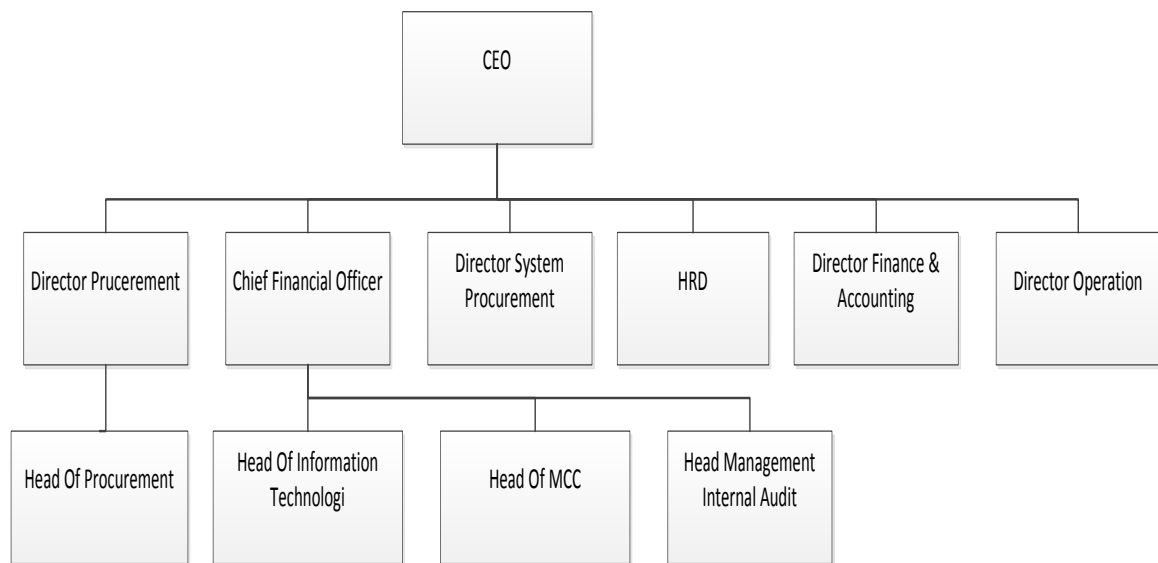 CEO
Director Prucerement
Chief Financial Officer
Director System
Procurement
HRD
Director Finance &
Accounting
Director Operation
Head Of Procurement
Head Of Information
Technologi
Head Of MCC
Head Management
Internal Audit